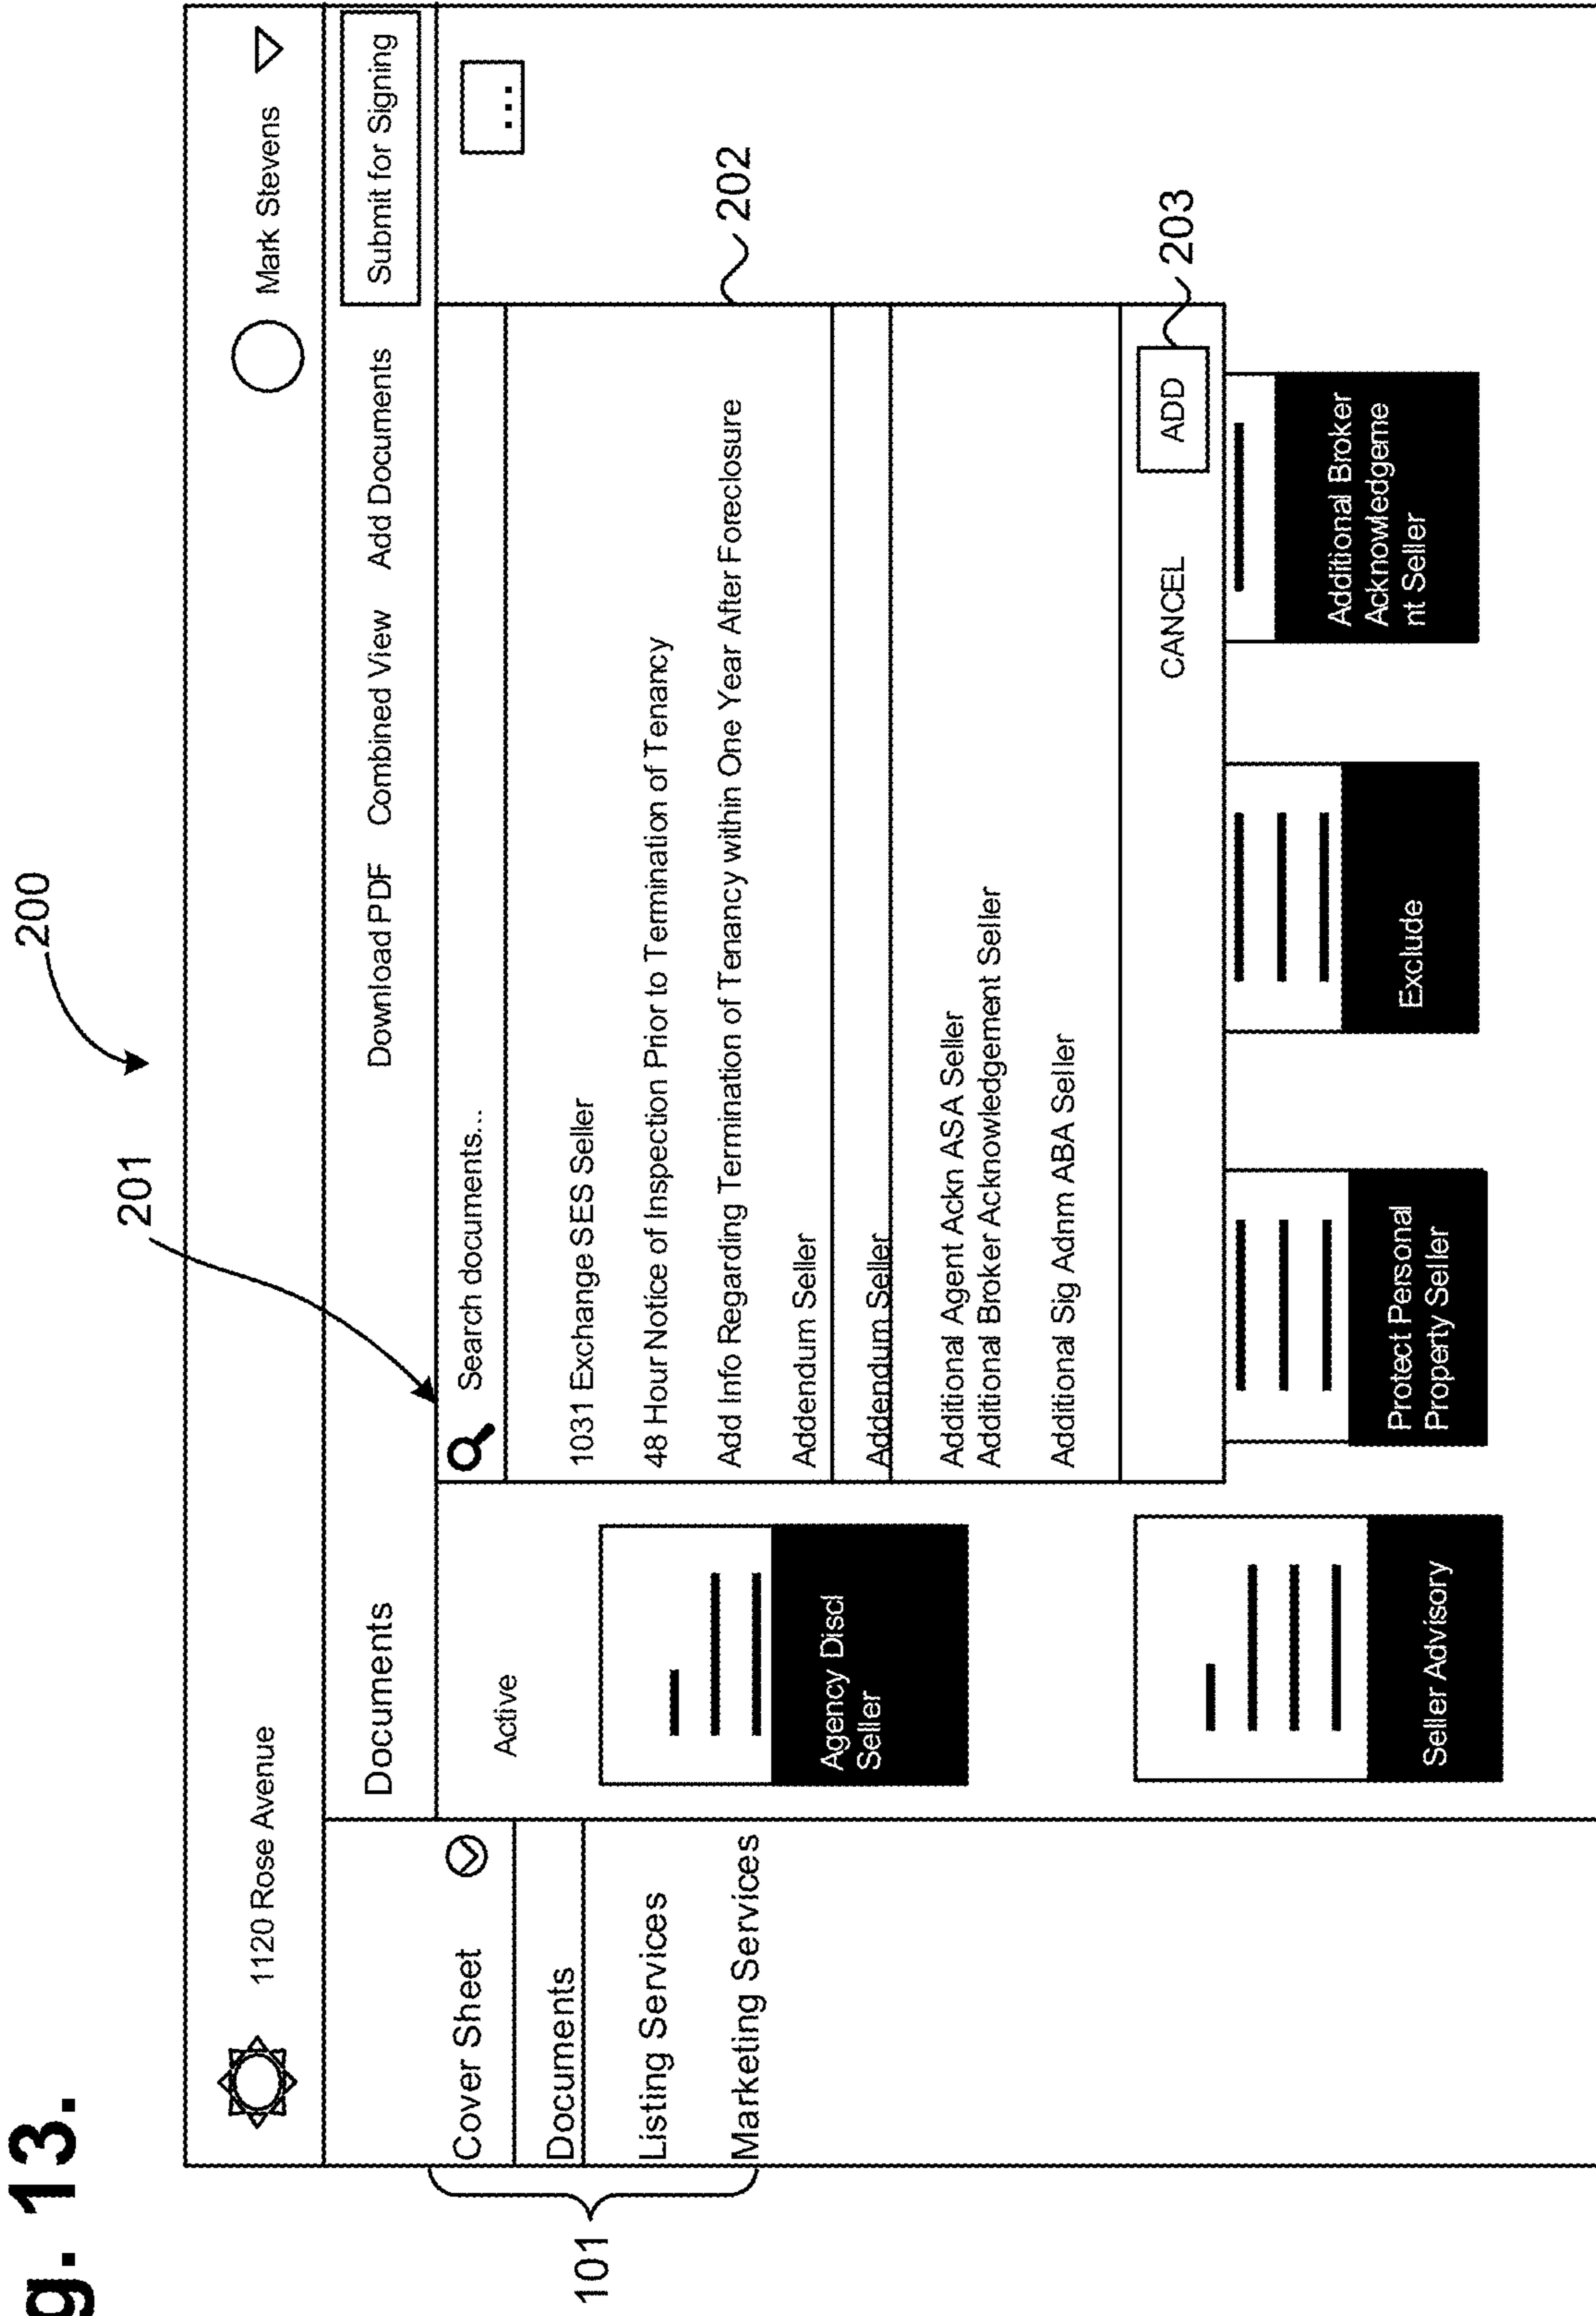 g. 13.
200
201
1120 Rose Avenue
Mark Stevens
Documents
Download PDF
Combined View
Add Documents
Submit for Signing
101
Cover Sheet
Documents
Listing Services
Marketing Services
Active
...
Search documents...
1031 Exchange SES Seller
48 Hour Notice of Inspection Prior to Termination of Tenancy
Add Info Regarding Termination of Tenancy within One Year After Foreclosure
Addendum Seller
Addendum Seller
Additional Agent Ackn ASA Seller
Additional Broker Acknowledgement Seller
Additional Sig Adnm ABA Seller
202
CANCEL
ADD
203
Agency Discl
Seller
Seller Advisory
Protect Personal
Property Seller
Exclude
Additional Broker
Acknowledgeme
nt Seller